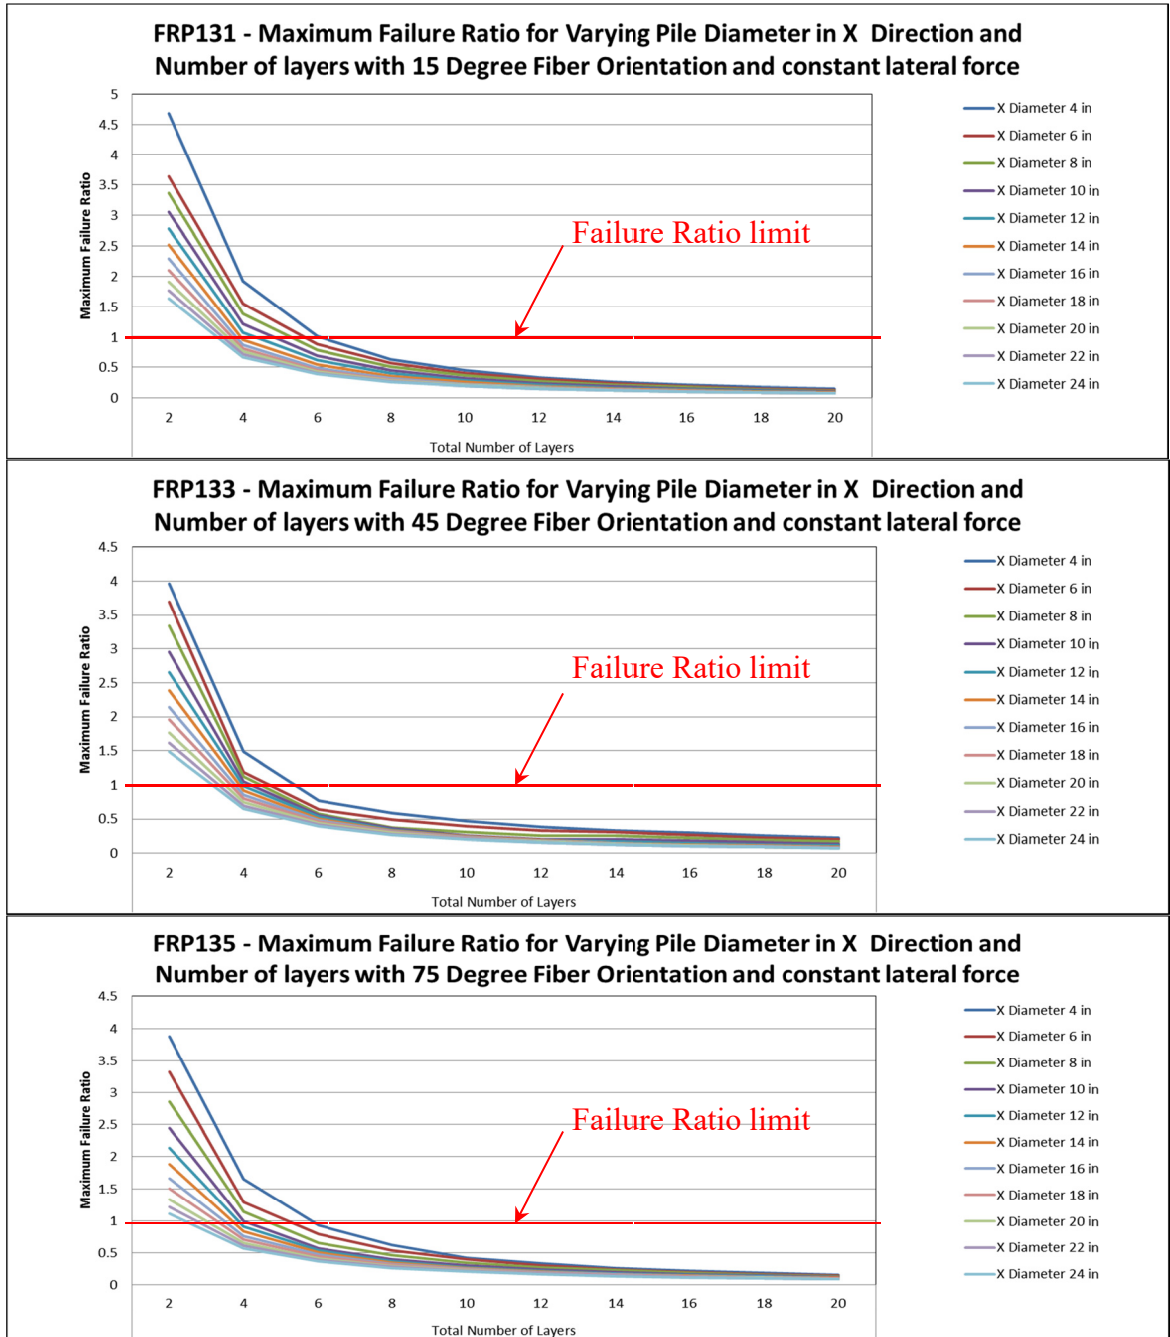 FRP131 - Maximum Failure Ratio for Varying Pile Diameter in X Direction and
Number of layers with 15 Degree Fiber Orientation and constant lateral force
Maximum Failure Ratio
5
4.5
4
3.5
3
2.5
2
1.5
1
0.5
0
Failure Ratio limit
2 4 6 8 10 12 14 16 18 20
Total Number of Layers
X Diameter 4 in
X Diameter 6 in
X Diameter 8 in
X Diameter 10 in
X Diameter 12 in
X Diameter 14 in
X Diameter 16 in
X Diameter 18 in
X Diameter 20 in
X Diameter 22 in
X Diameter 24 in
FRP133 - Maximum Failure Ratio for Varying Pile Diameter in X Direction and
Number of layers with 45 Degree Fiber Orientation and constant lateral force
Maximum Failure Ratio
4.5
4
3.5
3
2.5
2
1.5
1
0.5
0
Failure Ratio limit
2 4 6 8 10 12 14 16 18 20
Total Number of Layers
X Diameter 4 in
X Diameter 6 in
X Diameter 8 in
X Diameter 10 in
X Diameter 12 in
X Diameter 14 in
X Diameter 16 in
X Diameter 18 in
X Diameter 20 in
X Diameter 22 in
X Diameter 24 in
FRP135 - Maximum Failure Ratio for Varying Pile Diameter in X Direction and
Number of layers with 75 Degree Fiber Orientation and constant lateral force
Maximum Failure Ratio
4.5
4
3.5
3
2.5
2
1.5
1
0.5
0
Failure Ratio limit
2 4 6 8 10 12 14 16 18 20
Total Number of Layers
X Diameter 4 in
X Diameter 6 in
X Diameter 8 in
X Diameter 10 in
X Diameter 12 in
X Diameter 14 in
X Diameter 16 in
X Diameter 18 in
X Diameter 20 in
X Diameter 22 in
X Diameter 24 in